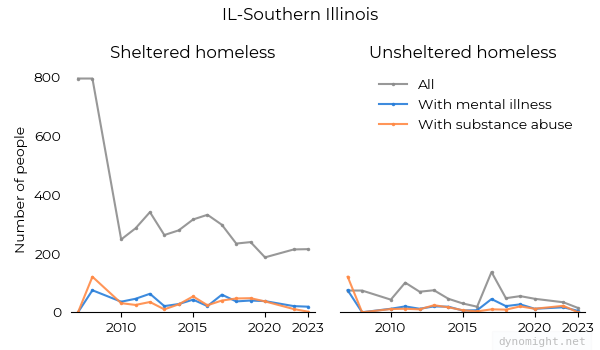 IL-Southern Illinois
Sheltered homeless
Unsheltered homeless
Number of people
800
600
400
200
0
2010
2015
2020
2023
All
With mental illness
With substance abuse
2010
2015
2020
2023
dynomight.net